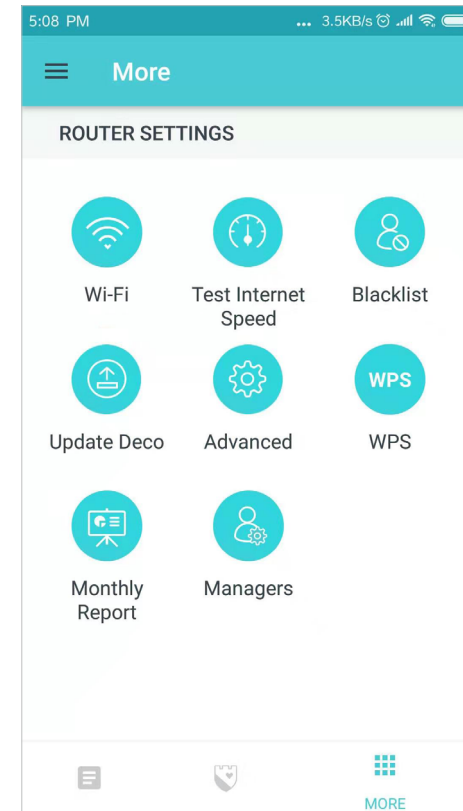 5:08 PM ... 3.5KB/s
More
ROUTER SETTINGS
Wi-Fi Test Internet Blacklist
Speed
WPS
Update Deco Advanced WPS
Monthly Managers
Report
MORE